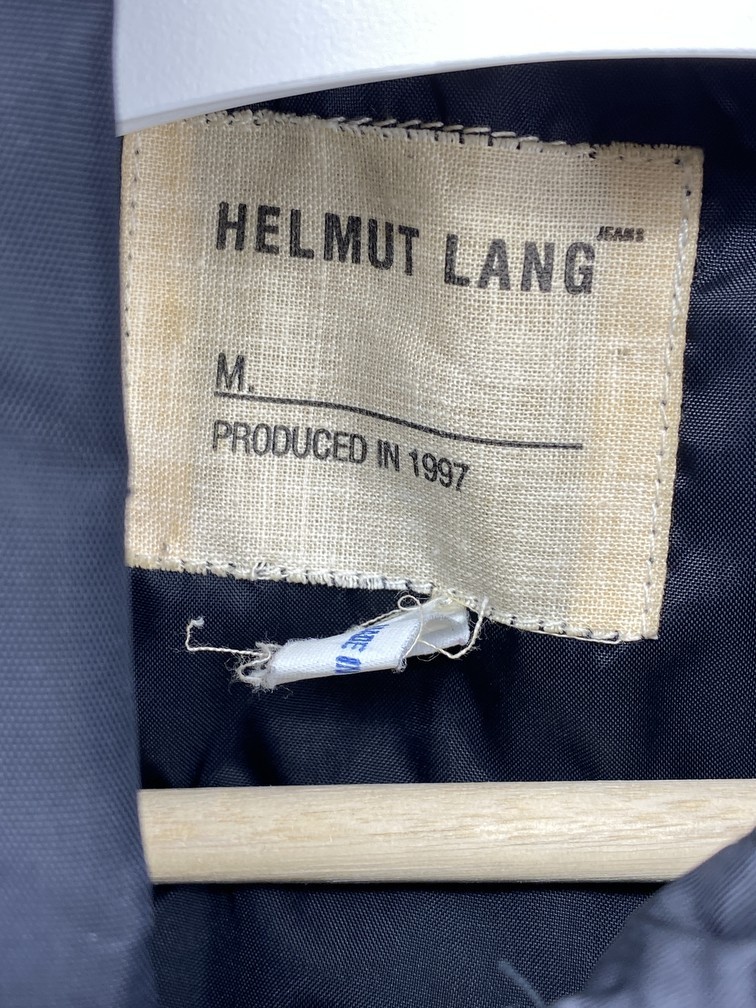 HELMUT LANG JEANS
M.
PRODUCED IN 1997